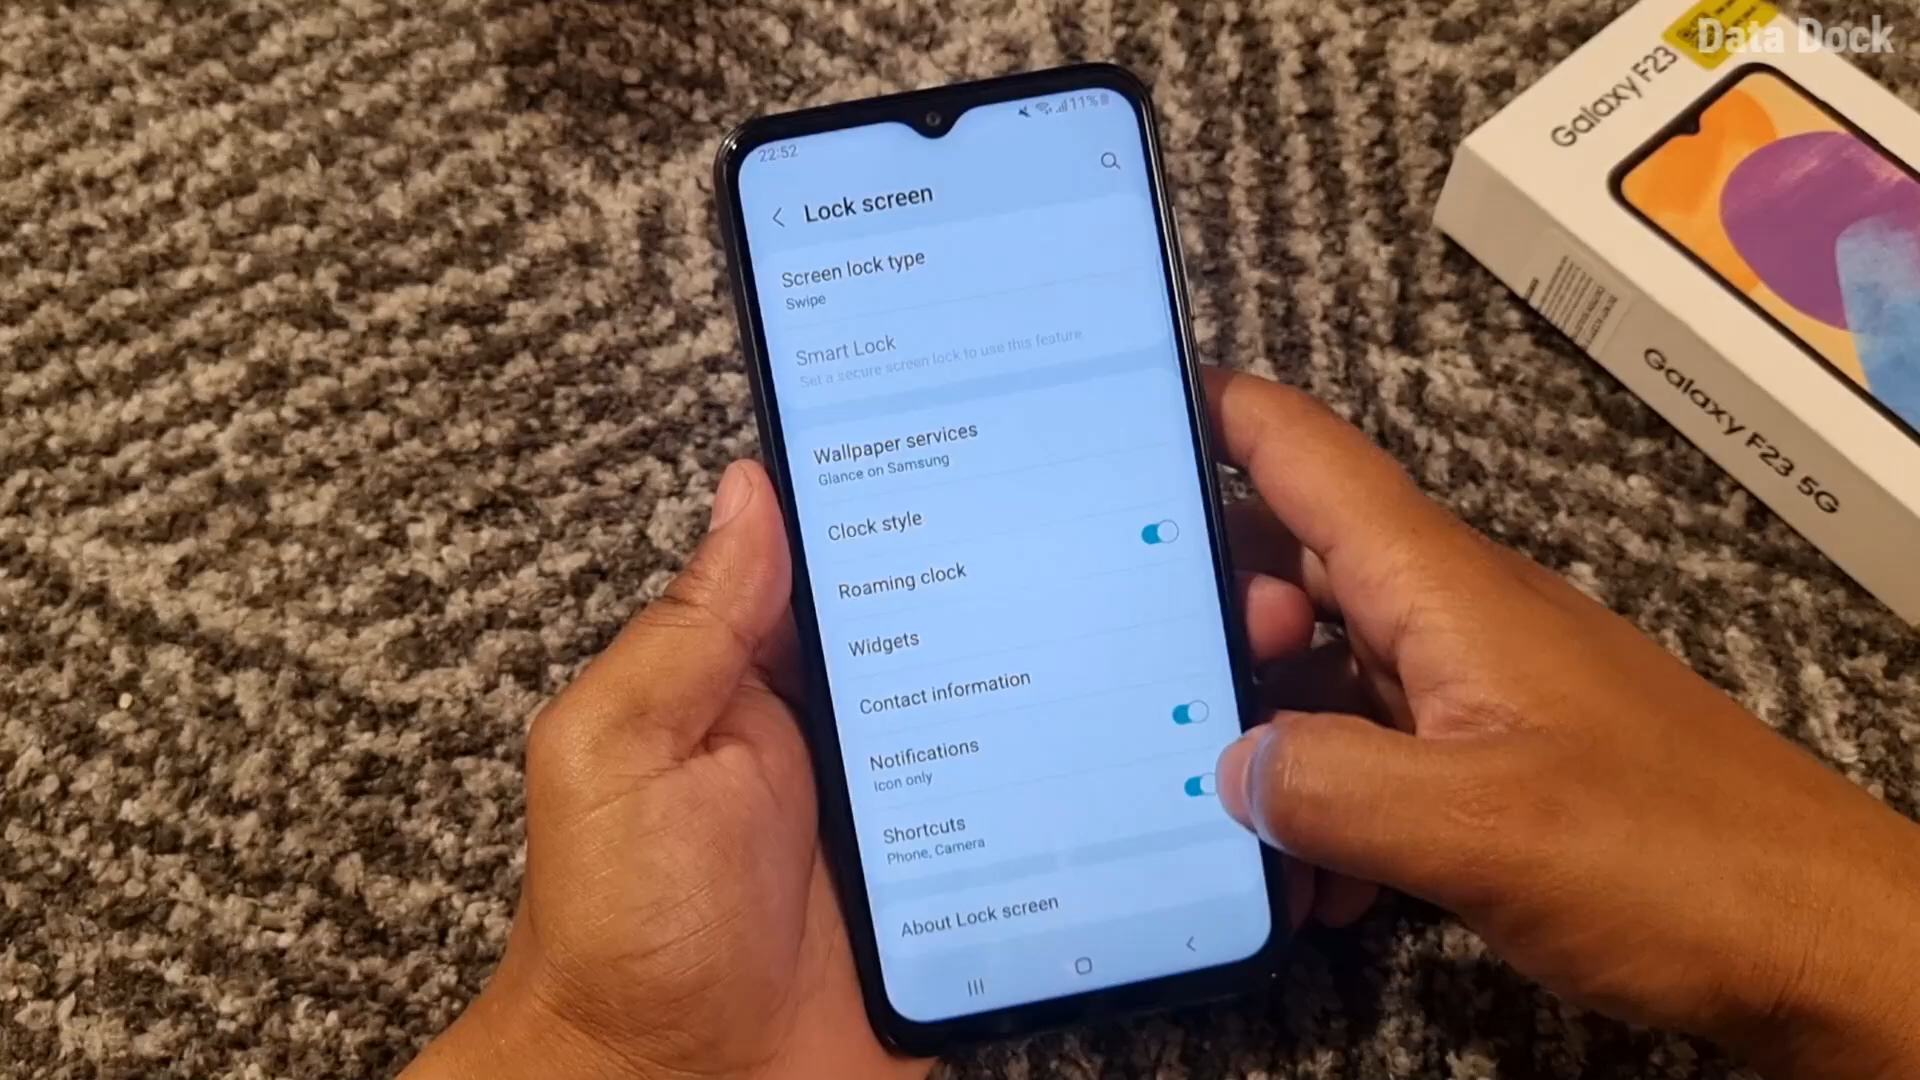 Data Dock
Galaxy F23
Galaxy F23 5G
22:52
11%
Lock screen
Screen lock type
Swipe
Smart Lock
Set a secure screen lock to use this feature
Wallpaper services
Glance on Samsung
Clock style
Roaming clock
Widgets
Contact information
Notifications
Icon only
Shortcuts
Phone, Camera
About Lock screen